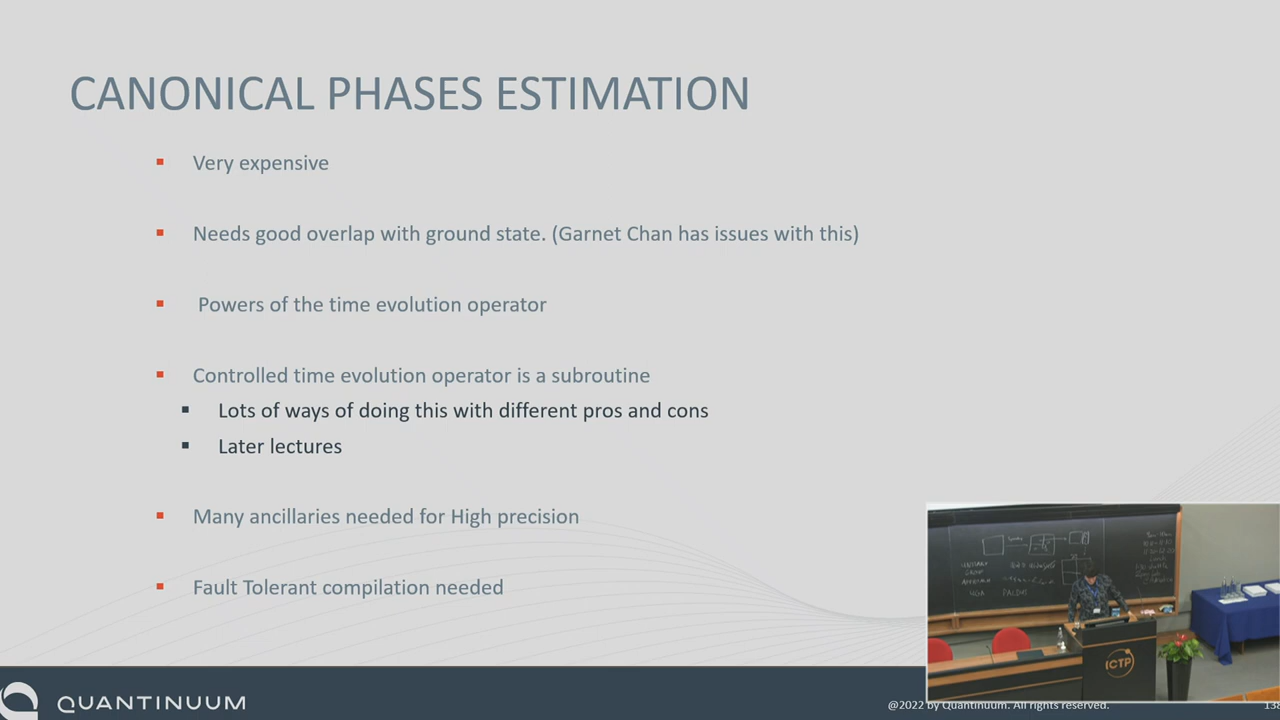 CANONICAL PHASES ESTIMATION
Very expensive
Needs good overlap with ground state. (Garnet Chan has issues with this)
Powers of the time evolution operator
Controlled time evolution operator is a subroutine
Lots of ways of doing this with different pros and cons
Later lectures
Many ancillaries needed for High precision
Fault Tolerant compilation needed
ICTP
QUANTINUUM
@2022 by Quantinuum. All rights reserved.